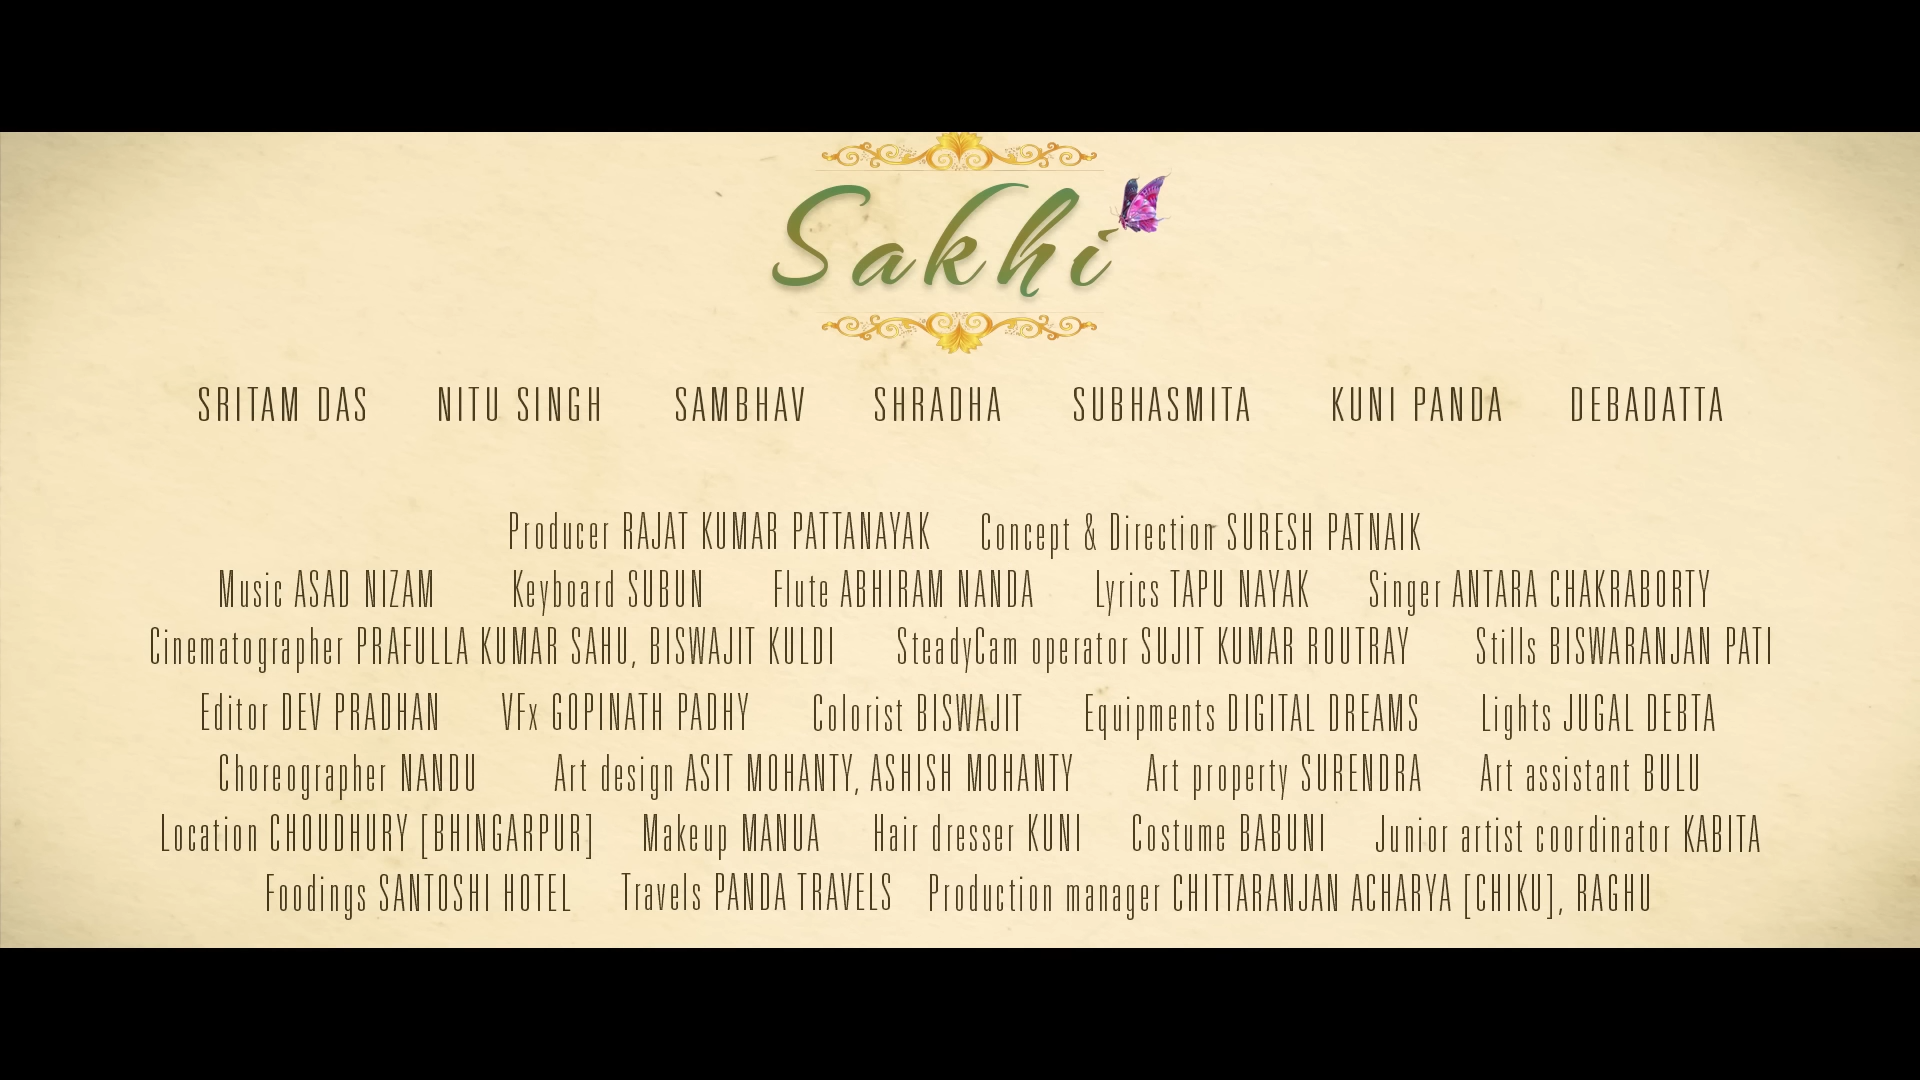 Sakhi
SRITAM DAS NITU SINGH SAMBHAV SHRADHA SUBHASMITA KUNI PANDA DEBADATTA
Producer RAJAT KUMAR PATTANAYAK Concept & Direction SURESH PATNAIK
Music ASAD NIZAM Keyboard SUBUN Flute ABHIRAM NANDA Lyrics TAPU NAYAK Singer ANTARA CHAKRABORTY
Cinematographer PRAFULLA KUMAR SAHU, BISWAJIT KULDI SteadyCam operator SUJIT KUMAR ROUTRAY Stills BISWARANJAN PATI
Editor DEV PRADHAN VFx GOPINATH PADHY Colorist BISWAJIT Equipments DIGITAL DREAMS Lights JUGAL DEBTA
Choreographer NANDU Art design ASIT MOHANTY, ASHISH MOHANTY Art property SURENDRA Art assistant BULU
Location CHOUDHURY [BHINGARPUR] Makeup MANUA Hair dresser KUNI Costume BABUNI Junior artist coordinator KABITA
Foodings SANTOSHI HOTEL Travels PANDA TRAVELS Production manager CHITTARANJAN ACHARYA [CHIKU], RAGHU